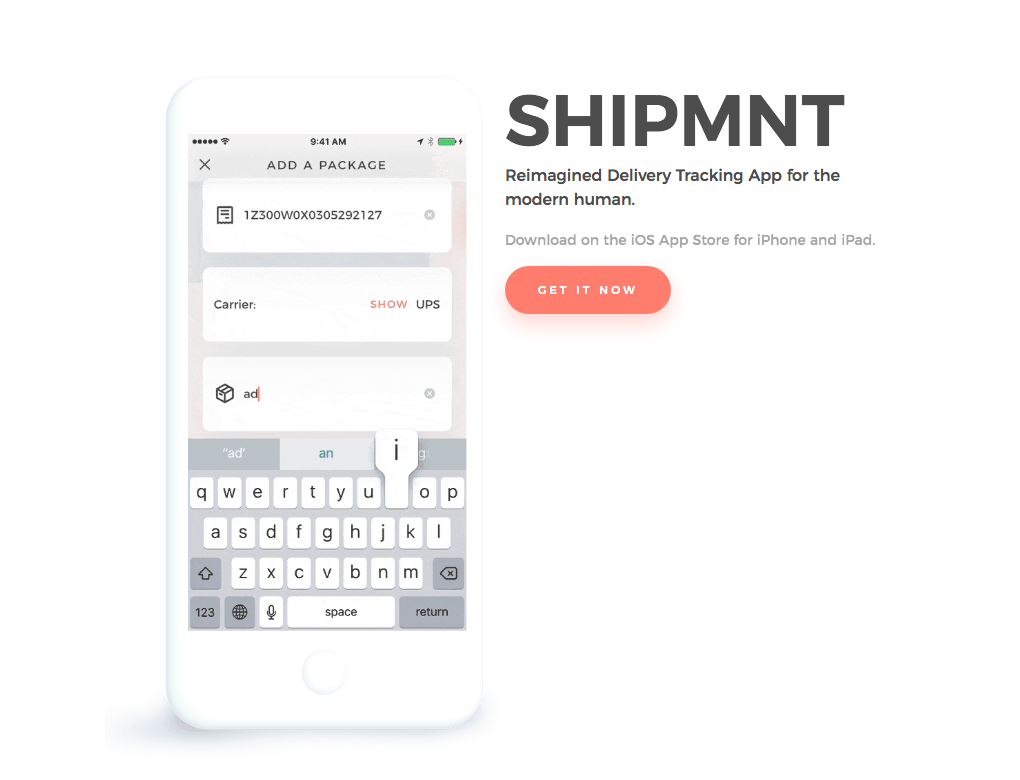 9:41 AM
ADD A PACKAGE
1Z300W0X0305292127
Carrier: SHOW UPS
ad
"ad" an
i
q w e r t y u o p
a s d f g h j k l
z x c v b n m
123 space return
SHIPMNT
Reimagined Delivery Tracking App for the
modern human.
Download on the iOS App Store for iPhone and iPad.
GET IT NOW